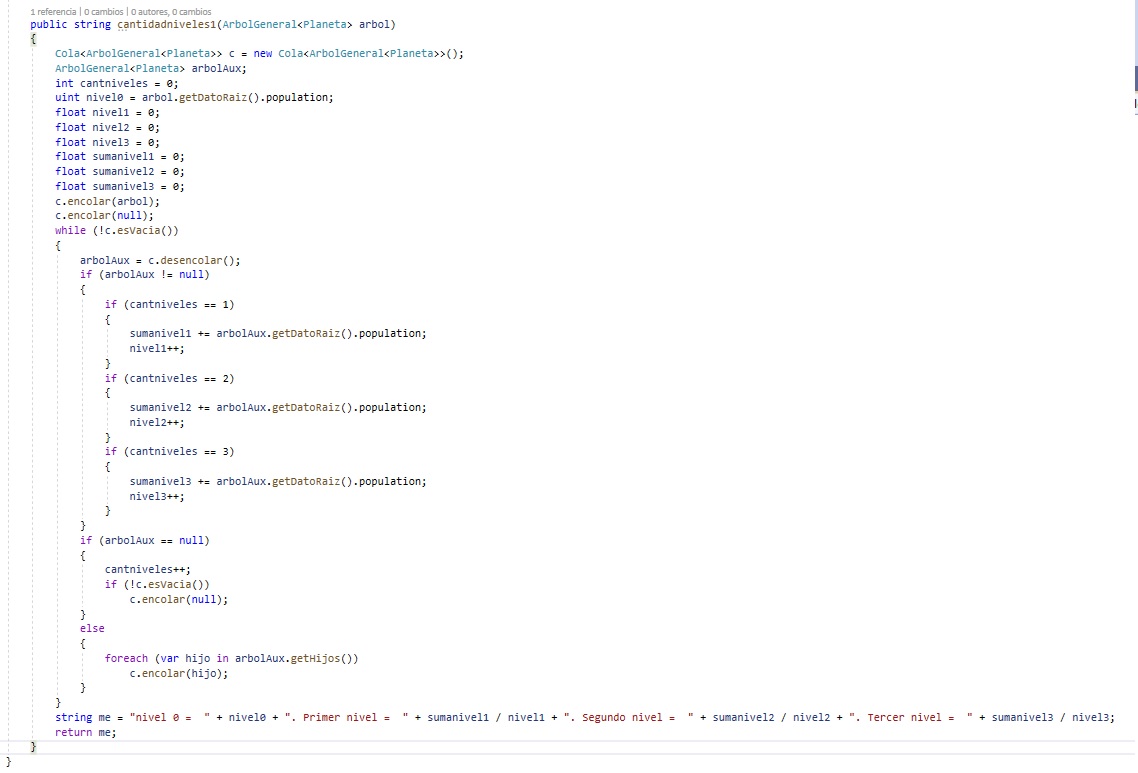 1 referencia | 0 cambios | 0 autores, 0 cambios
public string cantidadniveles1(ArbolGeneral<Planeta> arbol)
{
Cola<ArbolGeneral<Planeta>> c = new Cola<ArbolGeneral<Planeta>>();
ArbolGeneral<Planeta> arbolAux;
int cantniveles = 0;
uint nivel0 = arbol.getDatoRaiz().population;
float nivel1 = 0;
float nivel2 = 0;
float nivel3 = 0;
float sumanivel1 = 0;
float sumanivel2 = 0;
float sumanivel3 = 0;
c.encolar(arbol);
c.encolar(null);
while (!c.esVacia())
{
arbolAux = c.desencolar();
if (arbolAux != null)
{
if (cantniveles == 1)
{
sumanivel1 += arbolAux.getDatoRaiz().population;
nivel1++;
}
if (cantniveles == 2)
{
sumanivel2 += arbolAux.getDatoRaiz().population;
nivel2++;
}
if (cantniveles == 3)
{
sumanivel3 += arbolAux.getDatoRaiz().population;
nivel3++;
}
}
if (arbolAux == null)
{
cantniveles++;
if (!c.esVacia())
c.encolar(null);
}
else
{
foreach (var hijo in arbolAux.getHijos())
c.encolar(hijo);
}
}
string me = "nivel 0 =  " + nivel0 + ". Primer nivel =  " + sumanivel1 / nivel1 + ". Segundo nivel =  " + sumanivel2 / nivel2 + ". Tercer nivel =  " + sumanivel3 / nivel3;
return me;
}
}